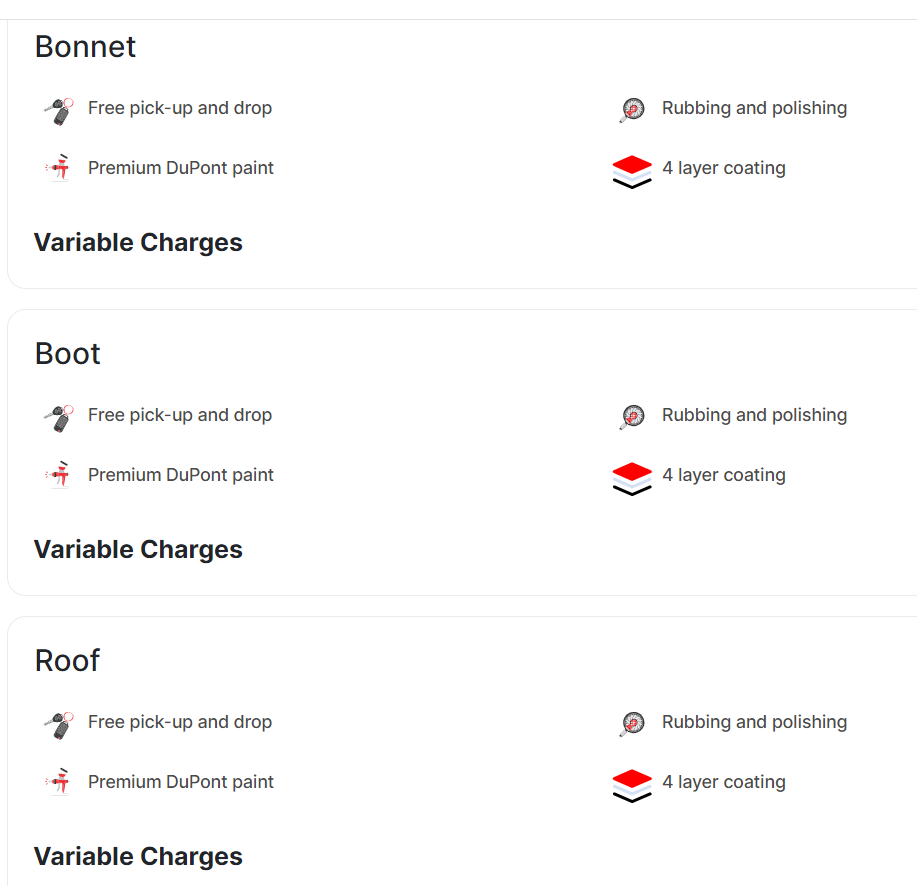 Bonnet
Free pick-up and drop
Rubbing and polishing
Premium DuPont paint
4 layer coating
Variable Charges
Boot
Free pick-up and drop
Rubbing and polishing
Premium DuPont paint
4 layer coating
Variable Charges
Roof
Free pick-up and drop
Rubbing and polishing
Premium DuPont paint
4 layer coating
Variable Charges